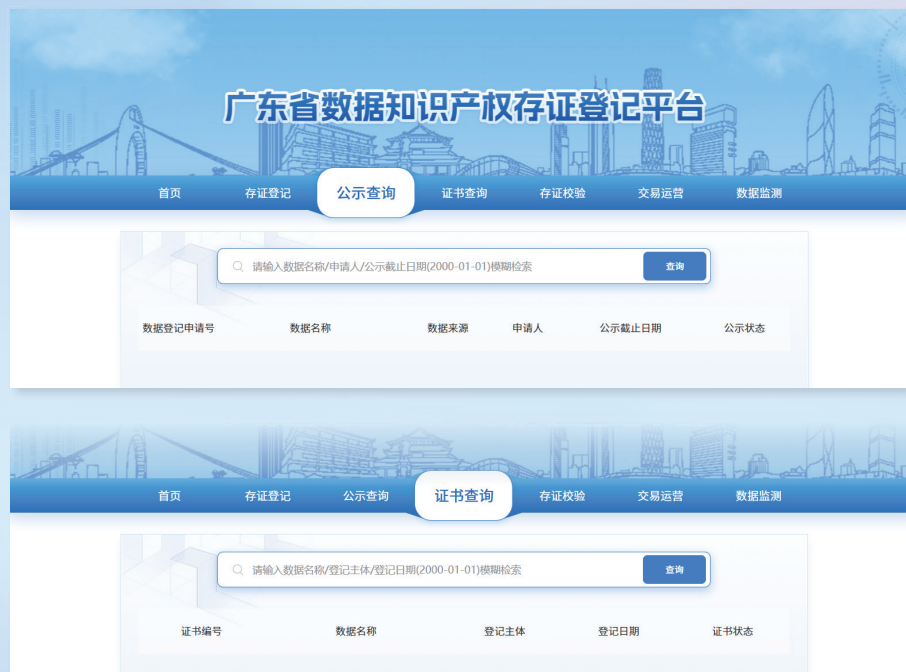 广东省数据知识产权存证登记平台
首页 存证登记 公示查询 证书查询 存证校验 交易运营 数据监测
请输入数据名称/申请人/公示截止日期(2000-01-01)模糊检索 查询
数据登记申请号 数据名称 数据来源 申请人 公示截止日期 公示状态
首页 存证登记 公示查询 证书查询 存证校验 交易运营 数据监测
请输入数据名称/登记主体/登记日期(2000-01-01)模糊检索 查询
证书编号 数据名称 登记主体 登记日期 证书状态